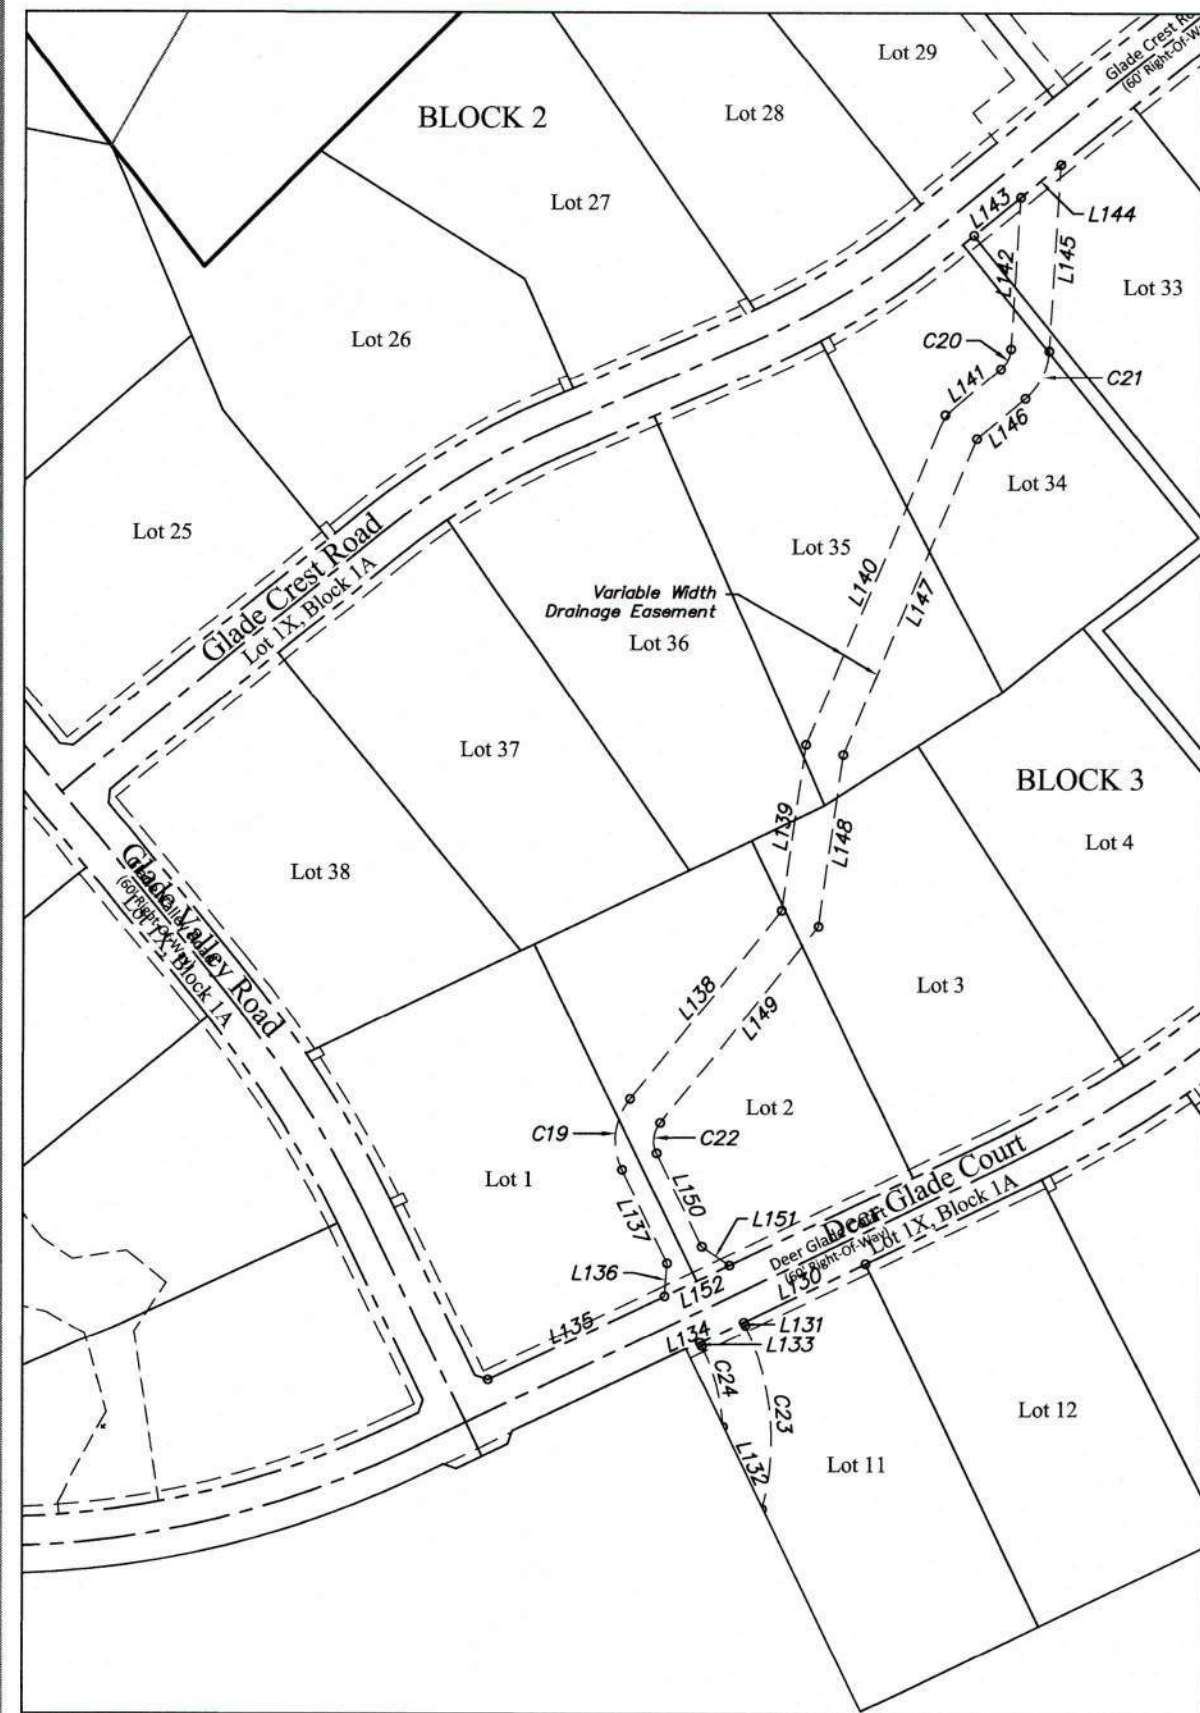 Lot 29
Glade Crest
(60' Right-Of-W
BLOCK 2
Lot 28
Lot 27
L143
L144
L142
L145
Lot 33
Lot 26
C20
L141
C21
L146
Lot 34
Lot 25
Glade Crest Road
Lot 1X, Block 1A
Lot 35
L140
L147
Variable Width
Drainage Easement
Lot 36
Lot 37
BLOCK 3
L139
L148
Lot 4
Lot 38
Glade Valley Road
(60' Right-Of-Way)
Lot 1X, Block 1A
Lot 3
L138
L149
Lot 2
C19
C22
Lot 1
L137
L150
L151
Deer Glade Court
Deer Glade Court
(60' Right-Of-Way)
Lot 1X, Block 1A
L136
L152
L130
L135
L134
L131
L133
C24
C23
L132
Lot 12
Lot 11